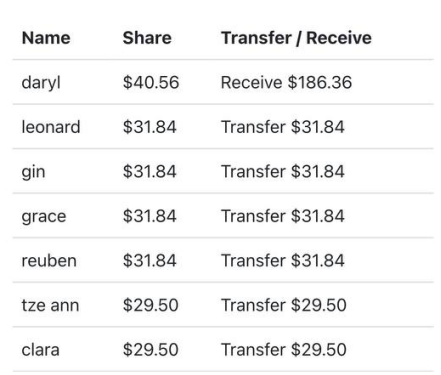 Name Share Transfer / Receive
daryl $40.56 Receive $186.36
leonard $31.84 Transfer $31.84
gin $31.84 Transfer $31.84
grace $31.84 Transfer $31.84
reuben $31.84 Transfer $31.84
tze ann $29.50 Transfer $29.50
clara $29.50 Transfer $29.50